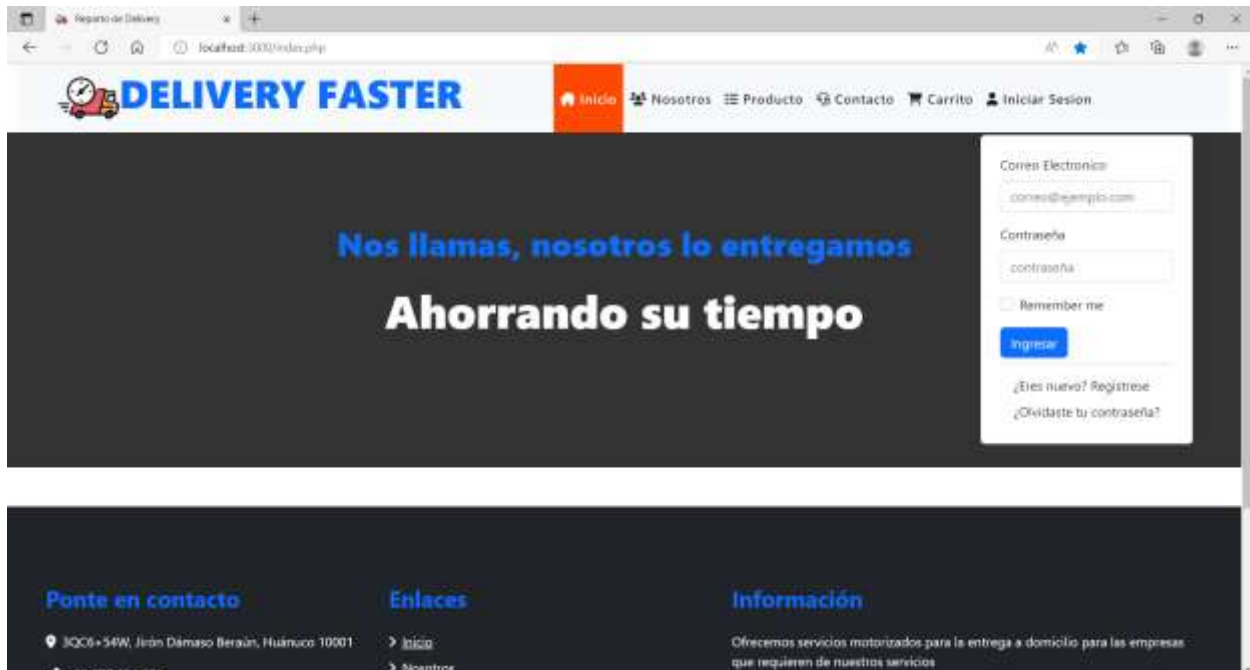 Reparto de Delivery
localhost:3000/index.php
DELIVERY FASTER
Inicio Nosotros Producto Contacto Carrito Iniciar Sesion
Correo Electronico
correo@ejemplo.com
Nos llamas, nosotros lo entregamos
Contraseña
contraseña
Ahorrando su tiempo
Remember me
Ingresar
¿Eres nuevo? Registrese
¿Olvidaste tu contraseña?
Ponte en contacto
Enlaces
Información
3QC6+54W, Jirón Dámaso Beraún, Huánuco 10001
Inicio
Ofrecemos servicios motorizados para la entrega a domicilio para las empresas
Nosotros
que requieren de nuestros servicios